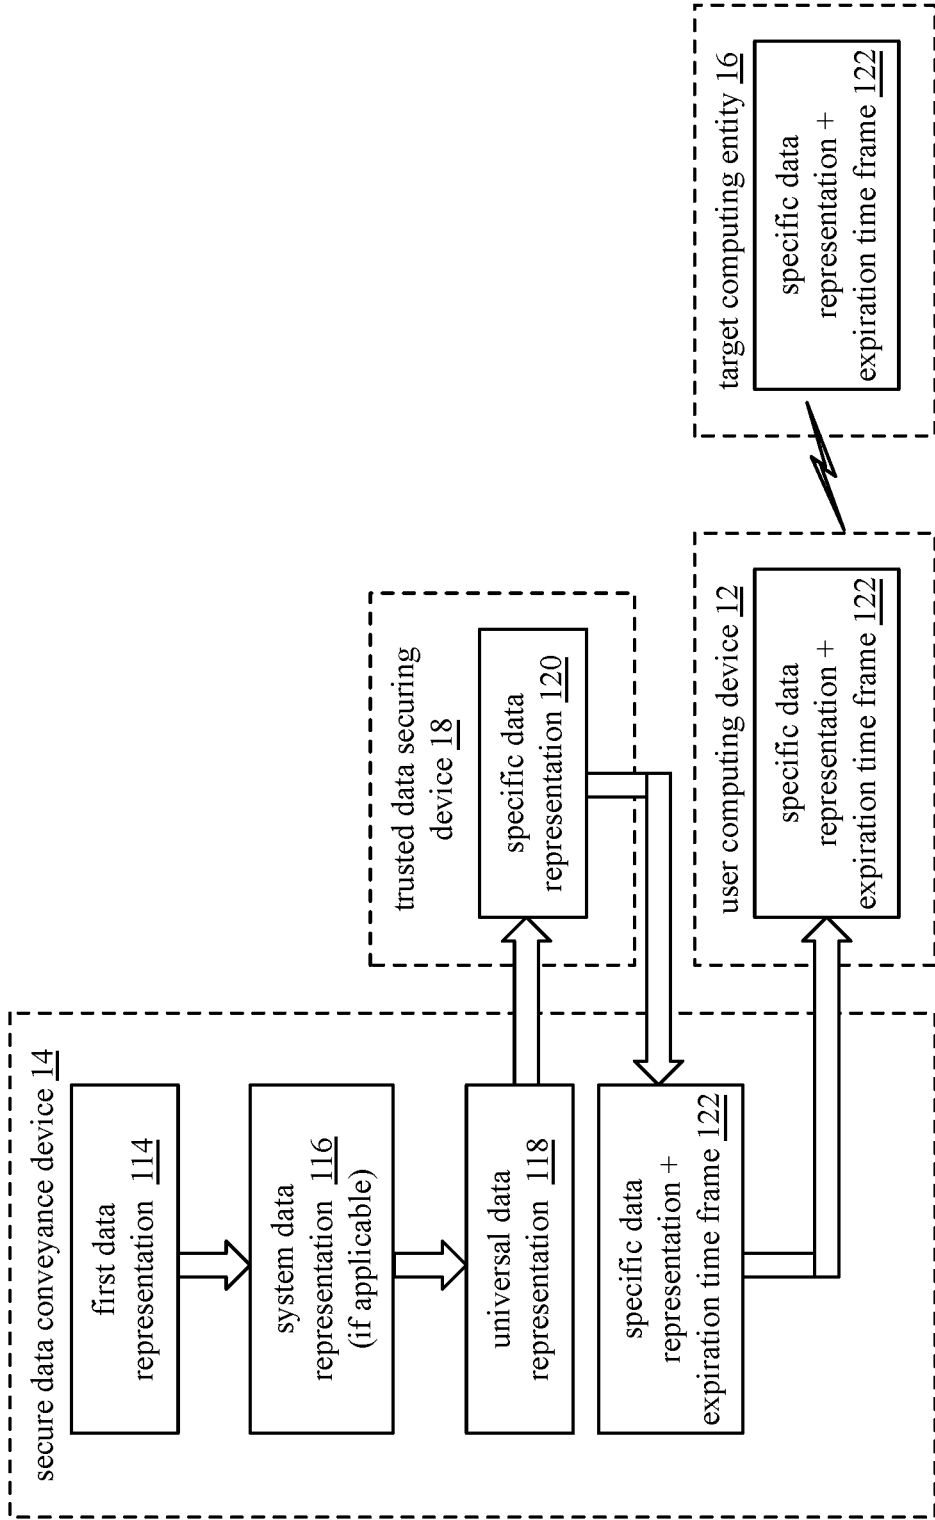 secure data conveyance device 14
first data
representation 114
system data
representation 116
(if applicable)
universal data
representation 118
specific data
representation +
expiration time frame 122
trusted data securing
device 18
specific data
representation 120
user computing device 12
specific data
representation +
expiration time frame 122
target computing entity 16
specific data
representation +
expiration time frame 122